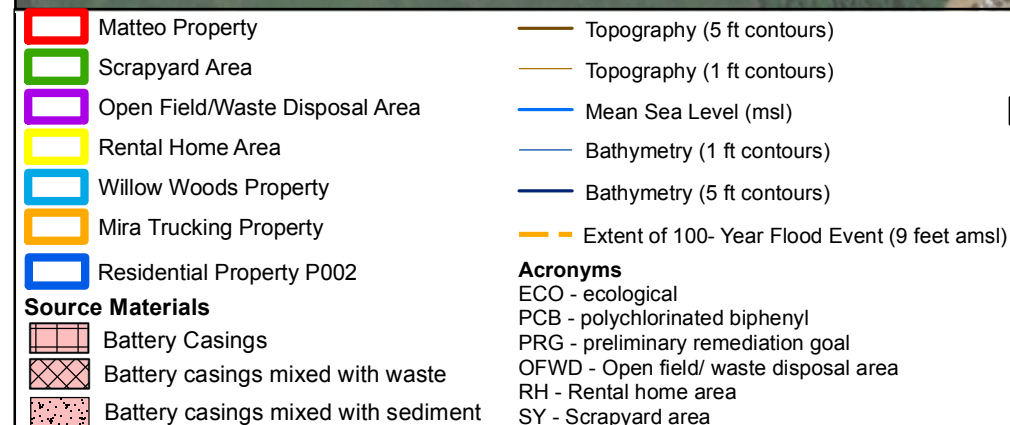 Matteo Property
Scrapyard Area
Open Field/Waste Disposal Area
Rental Home Area
Willow Woods Property
Mira Trucking Property
Residential Property P002
Source Materials
Battery Casings
Battery casings mixed with waste
Battery casings mixed with sediment
Topography (5 ft contours)
Topography (1 ft contours)
Mean Sea Level (msl)
Bathymetry (1 ft contours)
Bathymetry (5 ft contours)
Extent of 100- Year Flood Event (9 feet amsl)
Acronyms
ECO - ecological
PCB - polychlorinated biphenyl
PRG - preliminary remediation goal
OFWD - Open field/ waste disposal area
RH - Rental home area
SY - Scrapyard area